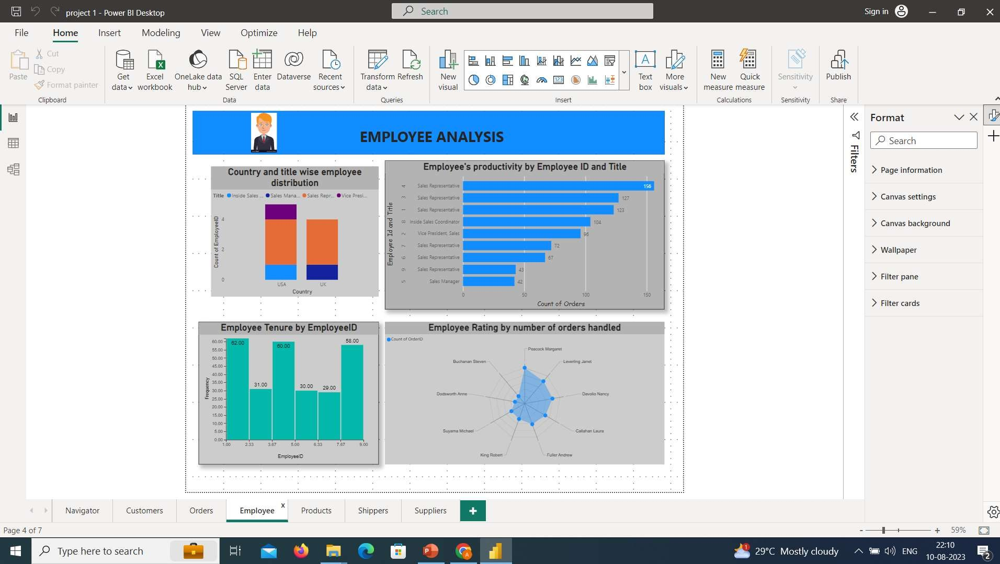 project 1 - Power BI Desktop
Search
Sign in
File Home Insert Modeling View Optimize Help
Paste
Cut
Copy
Format painter
Clipboard
Get data
Excel workbook
OneLake data hub
SQL Server
Enter data
Dataverse
Recent sources
Data
Transform data
Refresh
Queries
New visual
123
Text box
More visuals
Insert
New measure
Quick measure
Calculations
Sensitivity
Sensitivity
Publish
Share
EMPLOYEE ANALYSIS
Country and title wise employee
distribution
Title Inside Sales ... Sales Mana... Sales Repr... Vice Presi...
Count of EmployeeID
4
2
0
USA UK
Country
Employee's productivity by Employee ID and Title
Employee Id and Title
4 Sales Representative 156
3 Sales Representative 127
1 Sales Representative 123
8 Inside Sales Coordinator 104
2 Vice President, Sales 96
7 Sales Representative 72
6 Sales Representative 67
9 Sales Representative 43
5 Sales Manager 42
0 50 100 150
Count of Orders
Employee Tenure by EmployeeID
Frequency
60.00
55.00
50.00
45.00
40.00
35.00
30.00
25.00
20.00
15.00
10.00
5.00
0.00
62.00 31.00 60.00 30.00 29.00 58.00
1.00 2.33 3.67 5.00 6.33 7.67 9.00
EmployeeID
Employee Rating by number of orders handled
Count of OrderID
Peacock Margaret
Buchanan Steven
Leverling Janet
Dodsworth Anne
Davolio Nancy
Suyama Michael
Callahan Laura
King Robert
Fuller Andrew
Filters
Format
Search
Page information
Canvas settings
Canvas background
Wallpaper
Filter pane
Filter cards
Navigator Customers Orders Employee x Products Shippers Suppliers +
Page 4 of 7
- + 59%
Type here to search
29°C Mostly cloudy
ENG
22:10
10-08-2023
2